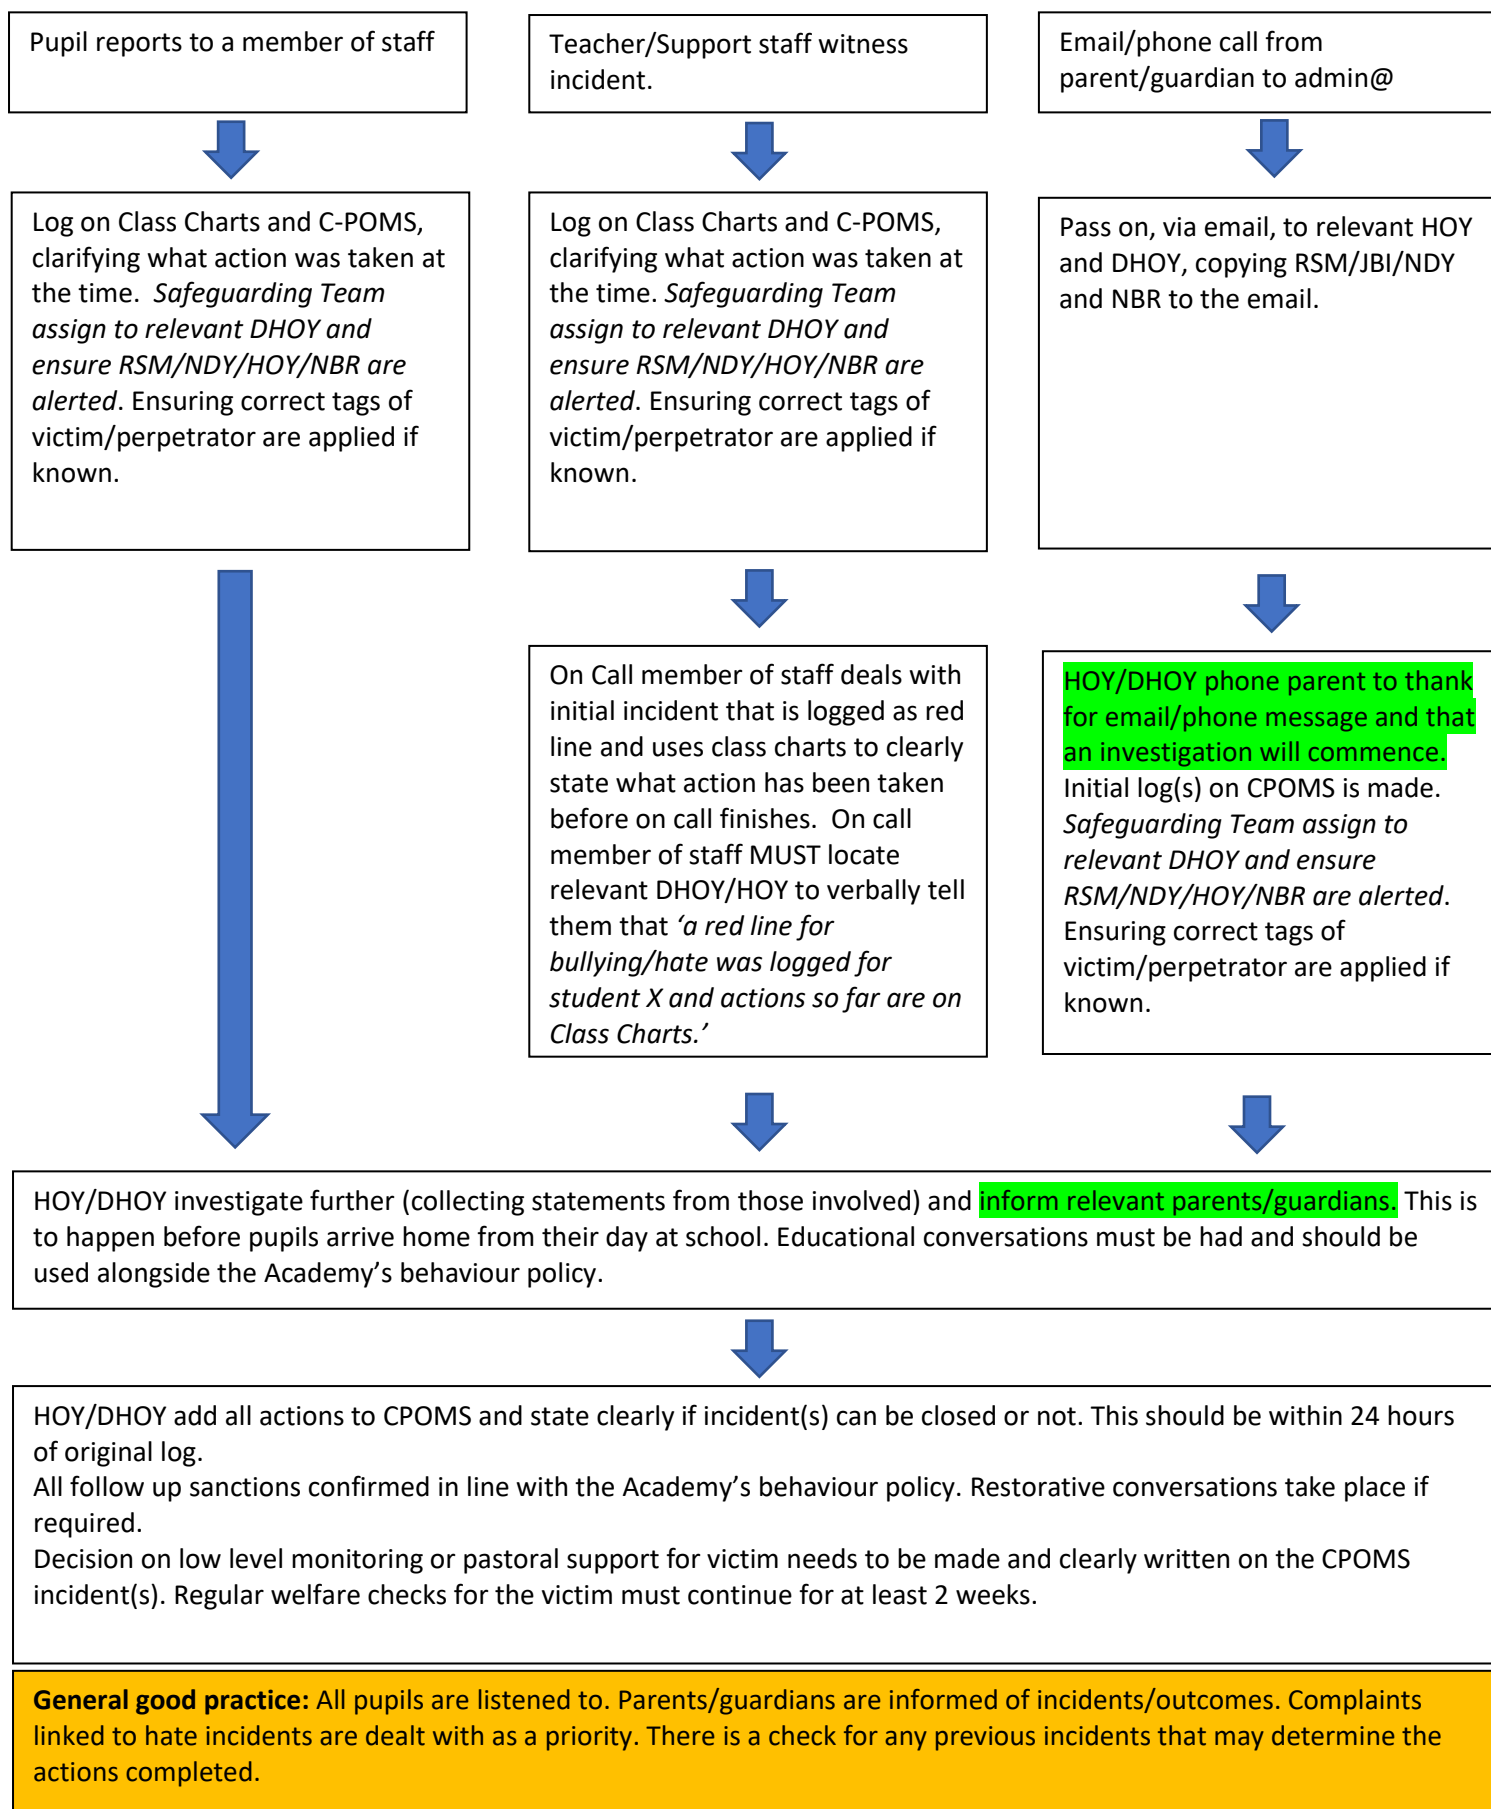 Pupil reports to a member of staff
Teacher/Support staff witness
incident.
Email/phone call from
parent/guardian to admin@
Log on Class Charts and C-POMS,
clarifying what action was taken at
the time.  Safeguarding Team
assign to relevant DHOY and
ensure RSM/NDY/HOY/NBR are
alerted. Ensuring correct tags of
victim/perpetrator are applied if
known.
Log on Class Charts and C-POMS,
clarifying what action was taken at
the time. Safeguarding Team
assign to relevant DHOY and
ensure RSM/NDY/HOY/NBR are
alerted. Ensuring correct tags of
victim/perpetrator are applied if
known.
Pass on, via email, to relevant HOY
and DHOY, copying RSM/JBI/NDY
and NBR to the email.
On Call member of staff deals with
initial incident that is logged as red
line and uses class charts to clearly
state what action has been taken
before on call finishes.  On call
member of staff MUST locate
relevant DHOY/HOY to verbally tell
them that ‘a red line for
bullying/hate was logged for
student X and actions so far are on
Class Charts.’
HOY/DHOY phone parent to thank
for email/phone message and that
an investigation will commence.
Initial log(s) on CPOMS is made.
Safeguarding Team assign to
relevant DHOY and ensure
RSM/NDY/HOY/NBR are alerted.
Ensuring correct tags of
victim/perpetrator are applied if
known.
HOY/DHOY investigate further (collecting statements from those involved) and inform relevant parents/guardians. This is
to happen before pupils arrive home from their day at school. Educational conversations must be had and should be
used alongside the Academy’s behaviour policy.
HOY/DHOY add all actions to CPOMS and state clearly if incident(s) can be closed or not. This should be within 24 hours
of original log.
All follow up sanctions confirmed in line with the Academy’s behaviour policy. Restorative conversations take place if
required.
Decision on low level monitoring or pastoral support for victim needs to be made and clearly written on the CPOMS
incident(s). Regular welfare checks for the victim must continue for at least 2 weeks.
General good practice: All pupils are listened to. Parents/guardians are informed of incidents/outcomes. Complaints
linked to hate incidents are dealt with as a priority. There is a check for any previous incidents that may determine the
actions completed.